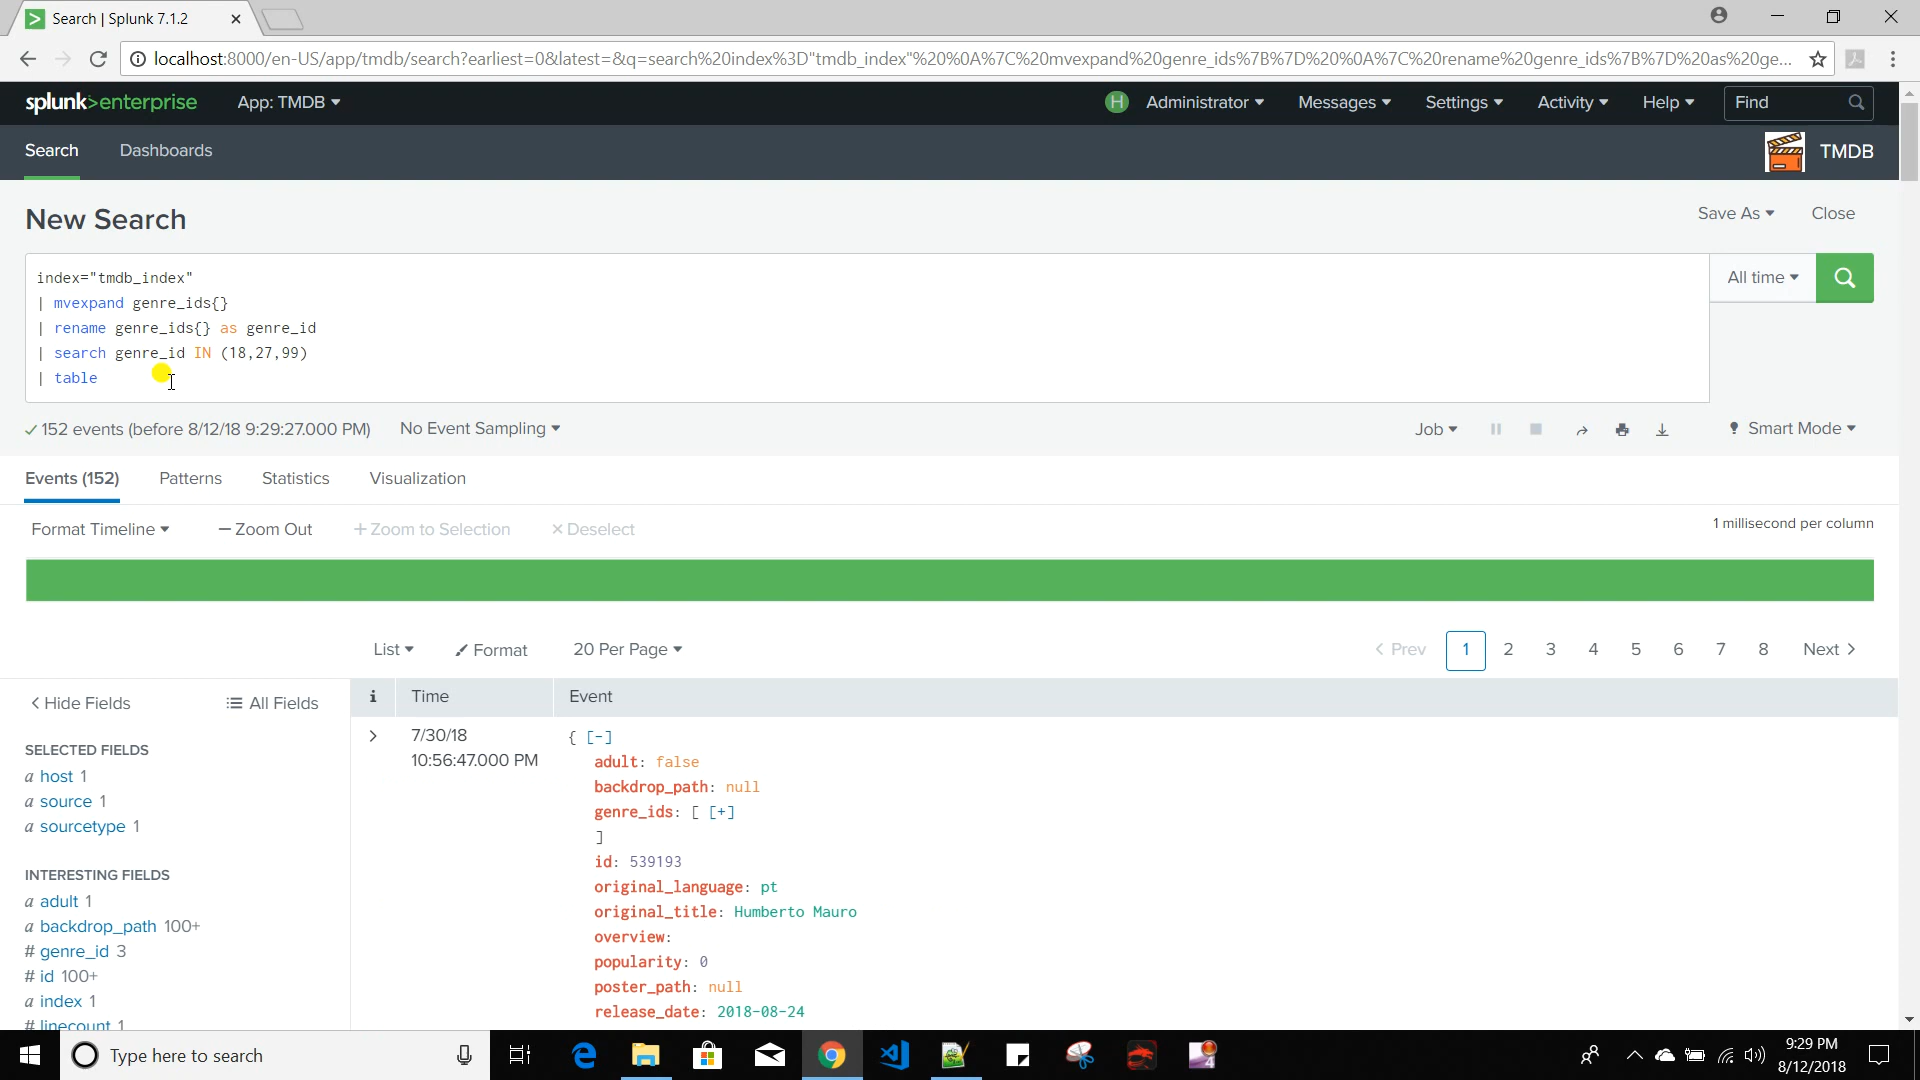 Search | Splunk 7.1.2
localhost:8000/en-US/app/tmdb/search?earliest=0&latest=&q=search%20index%3D"tmdb_index"%20%0A%7C%20mvexpand%20genre_ids%7B%7D%20%0A%7C%20rename%20genre_ids%7B%7D%20as%20ge...
splunk>enterprise App: TMDB
H Administrator Messages Settings Activity Help Find
Search Dashboards
TMDB
New Search
Save As Close
index="tmdb_index"
| mvexpand genre_ids{}
| rename genre_ids{} as genre_id
| search genre_id IN (18,27,99)
| table
All time
152 events (before 8/12/18 9:29:27.000 PM) No Event Sampling
Job Smart Mode
Events (152) Patterns Statistics Visualization
Format Timeline — Zoom Out + Zoom to Selection × Deselect
1 millisecond per column
List Format 20 Per Page
< Prev 1 2 3 4 5 6 7 8 Next >
< Hide Fields All Fields
i Time Event
SELECTED FIELDS
a host 1
a source 1
a sourcetype 1
INTERESTING FIELDS
a adult 1
a backdrop_path 100+
# genre_id 3
# id 100+
a index 1
# linecount 1
> 7/30/18
10:56:47.000 PM
{ [-]
adult: false
backdrop_path: null
genre_ids: [ [+]
]
id: 539193
original_language: pt
original_title: Humberto Mauro
overview:
popularity: 0
poster_path: null
release_date: 2018-08-24
Type here to search
9:29 PM
8/12/2018